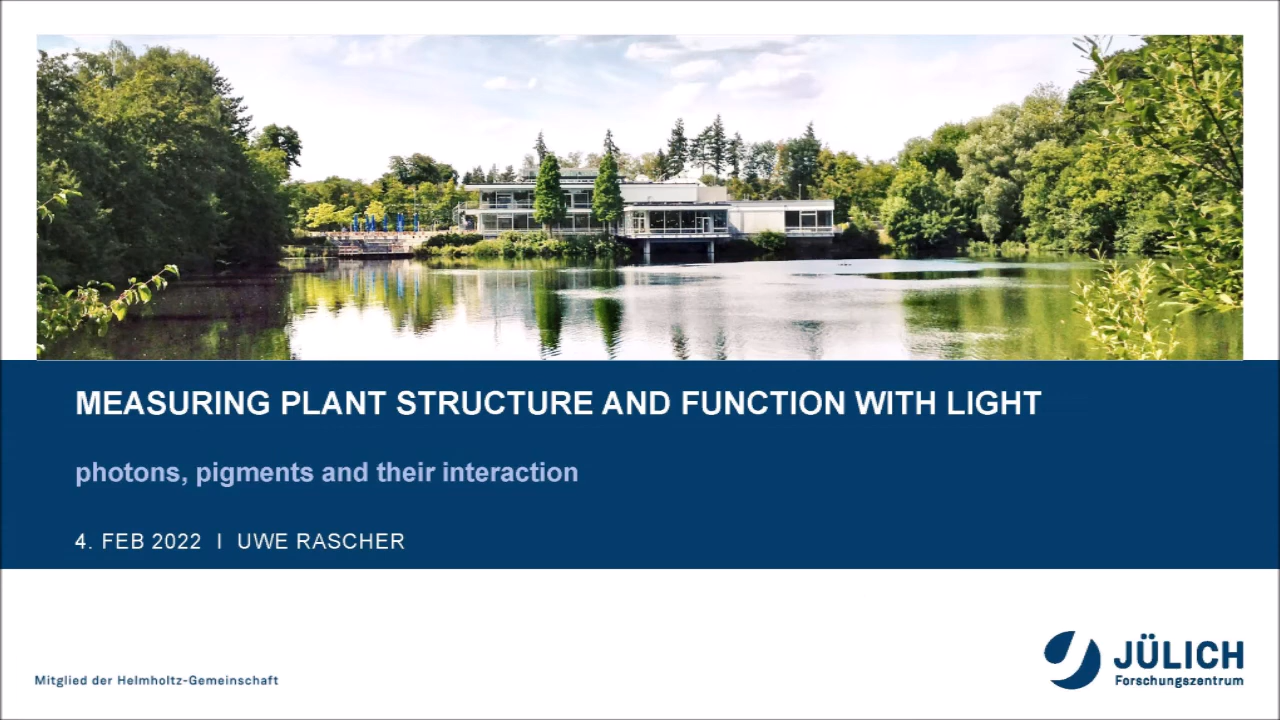 MEASURING PLANT STRUCTURE AND FUNCTION WITH LIGHT
photons, pigments and their interaction
4. FEB 2022 I UWE RASCHER
Mitglied der Helmholtz-Gemeinschaft
JÜLICH
Forschungszentrum